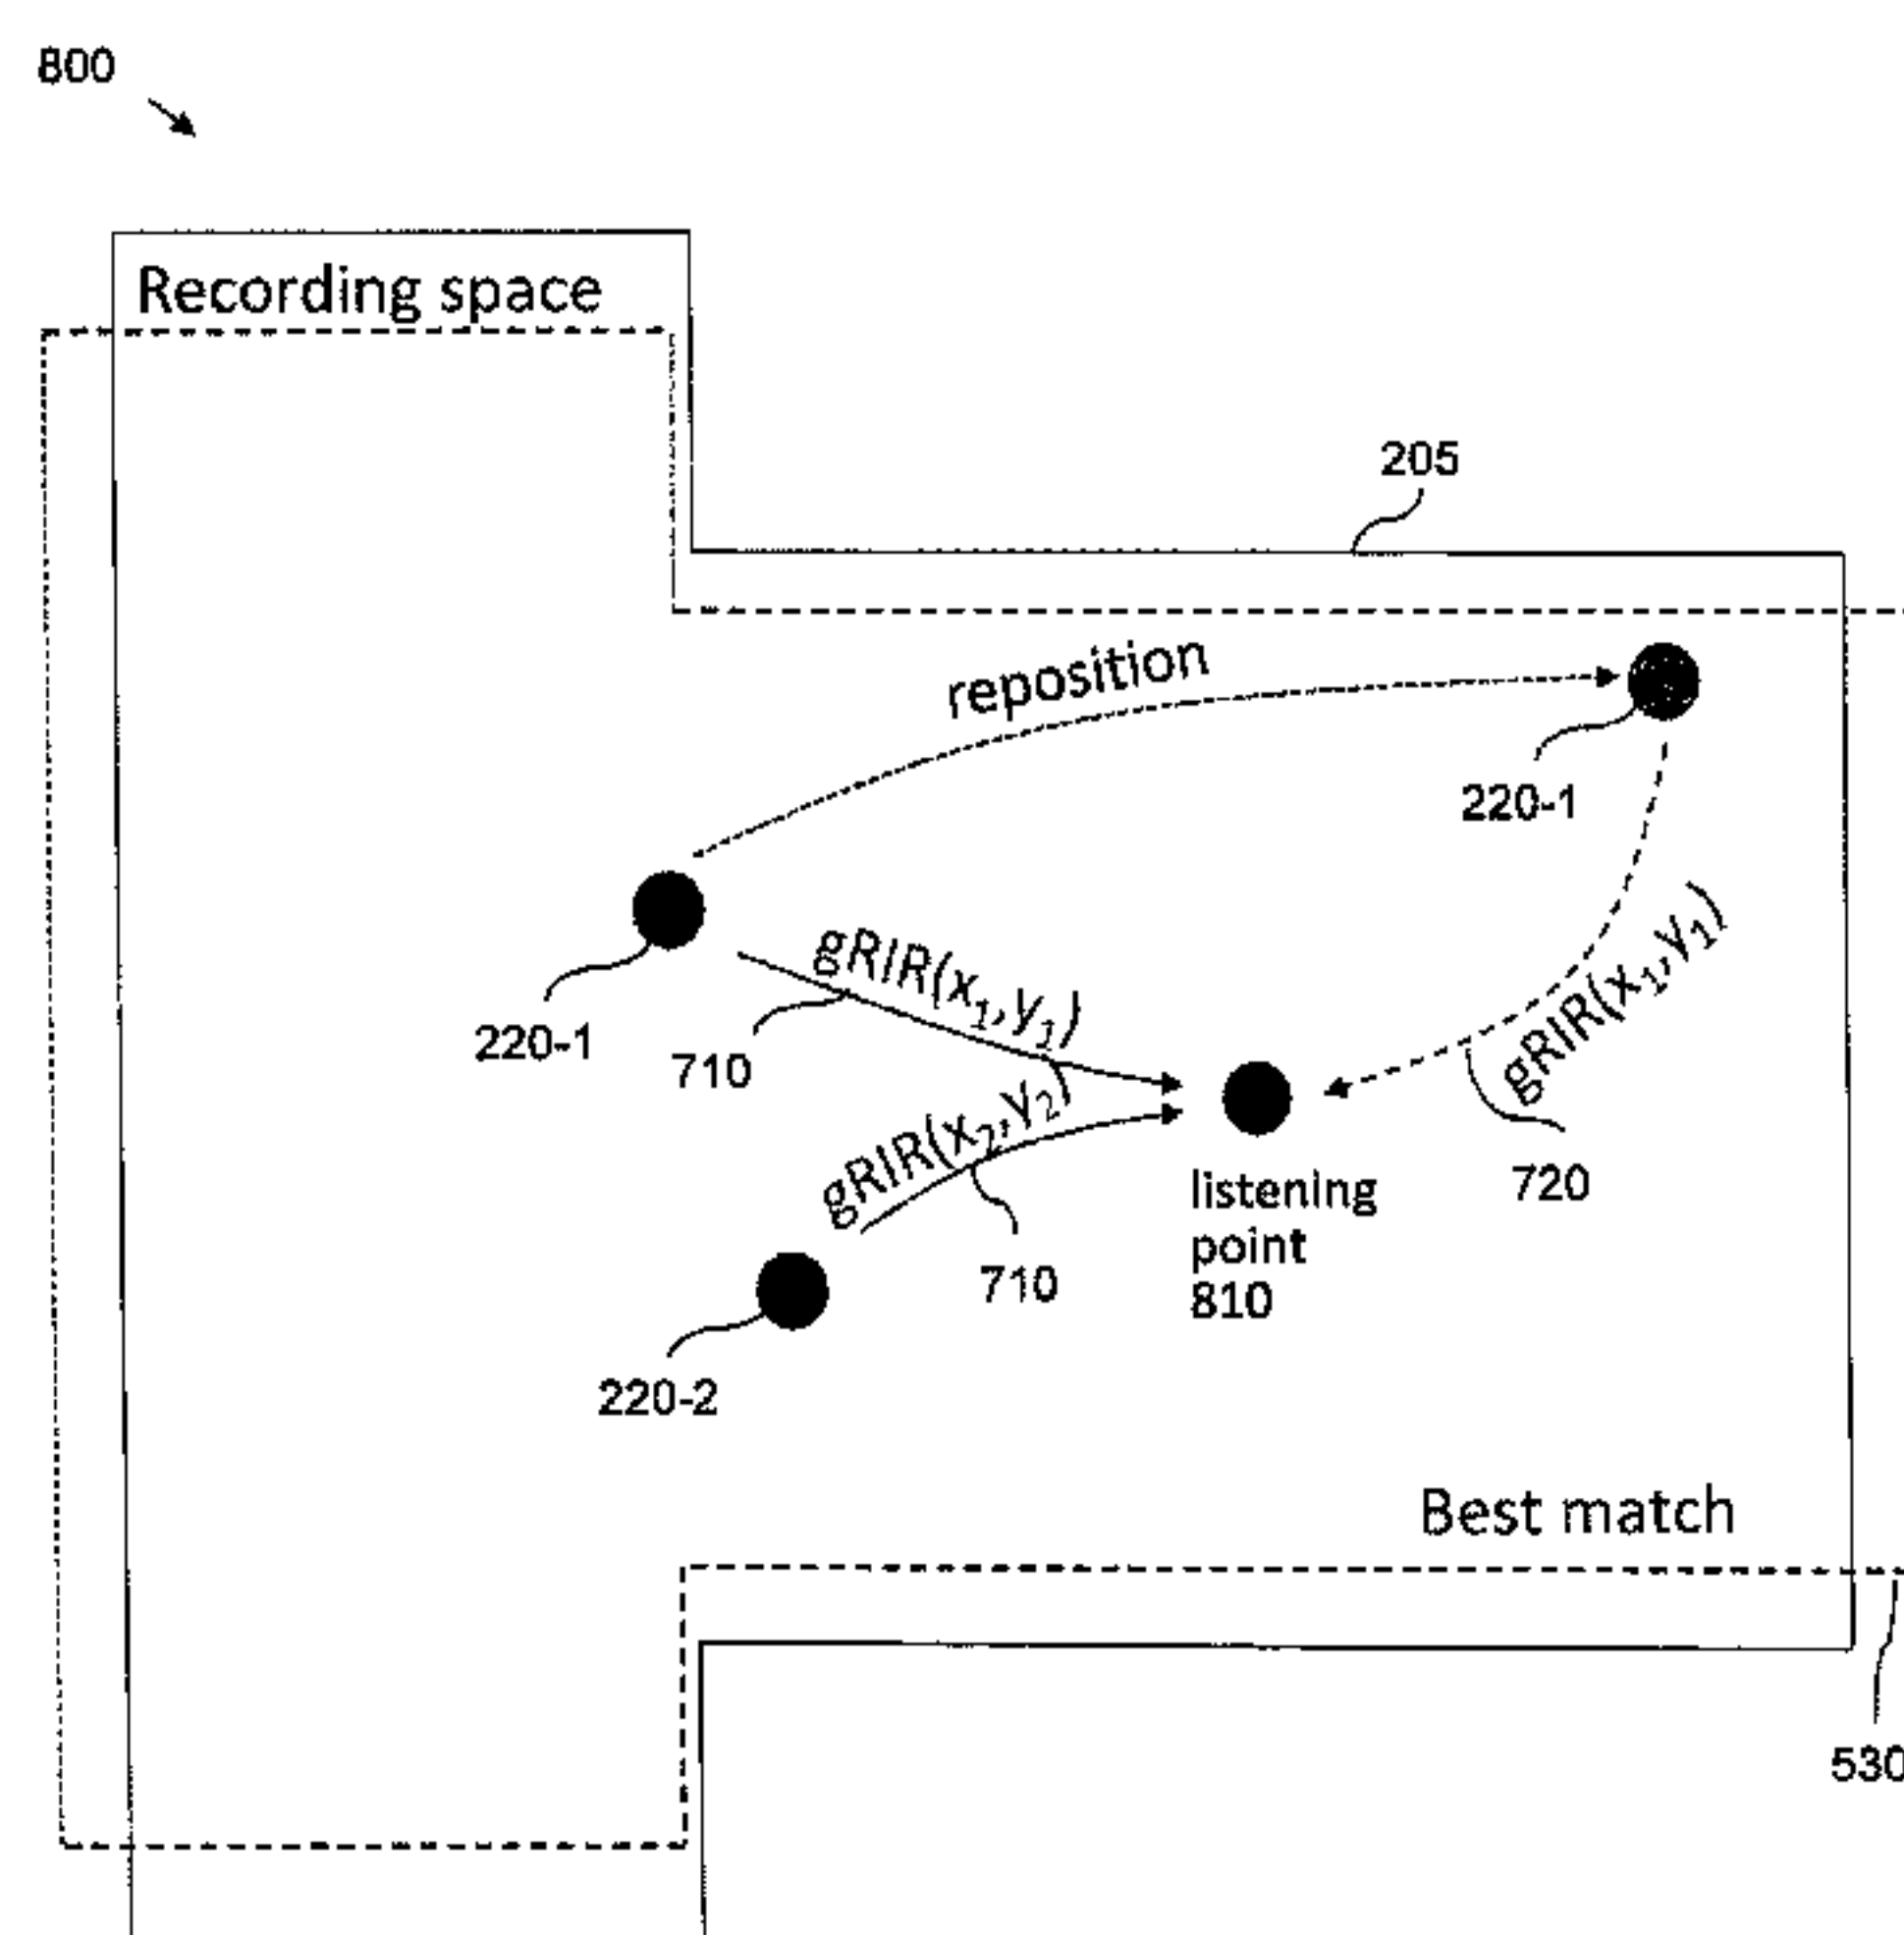 800
Recording space
205
reposition
220-1
220-1
gRIR(x₁,y₁)
gRIR(x₁,y₁)
710
gRIR(x₂,y₂)
listening
point
810
720
710
220-2
Best match
530